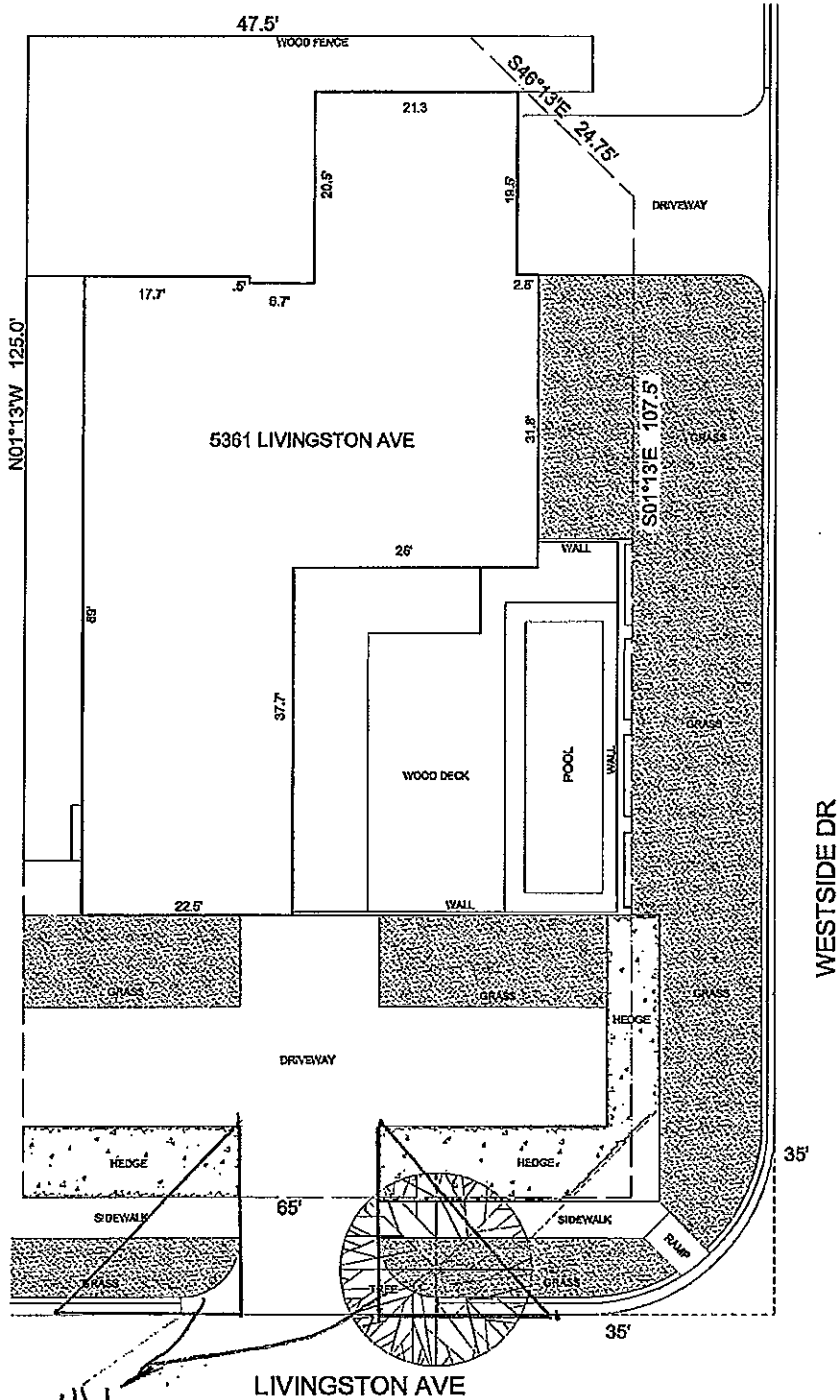 47.5'
WOOD FENCE
S46°13'E 24.75'
21.3
20.5'
19.5'
DRIVEWAY
17.7'
.5'
6.7'
2.8'
N01°13'W 125.0'
5361 LIVINGSTON AVE
31.8'
S01°13'E 107.5'
GRASS
26'
WALL
69'
37.7'
WOOD DECK
POOL
WALL
GRASS
WESTSIDE DR
22.5'
WALL
GRASS
GRASS
HEDGE
GRASS
DRIVEWAY
HEDGE
HEDGE
35'
SIDEWALK
65'
SIDEWALK
RAMP
GRASS
TREE
GRASS
35'
LIVINGSTON AVE